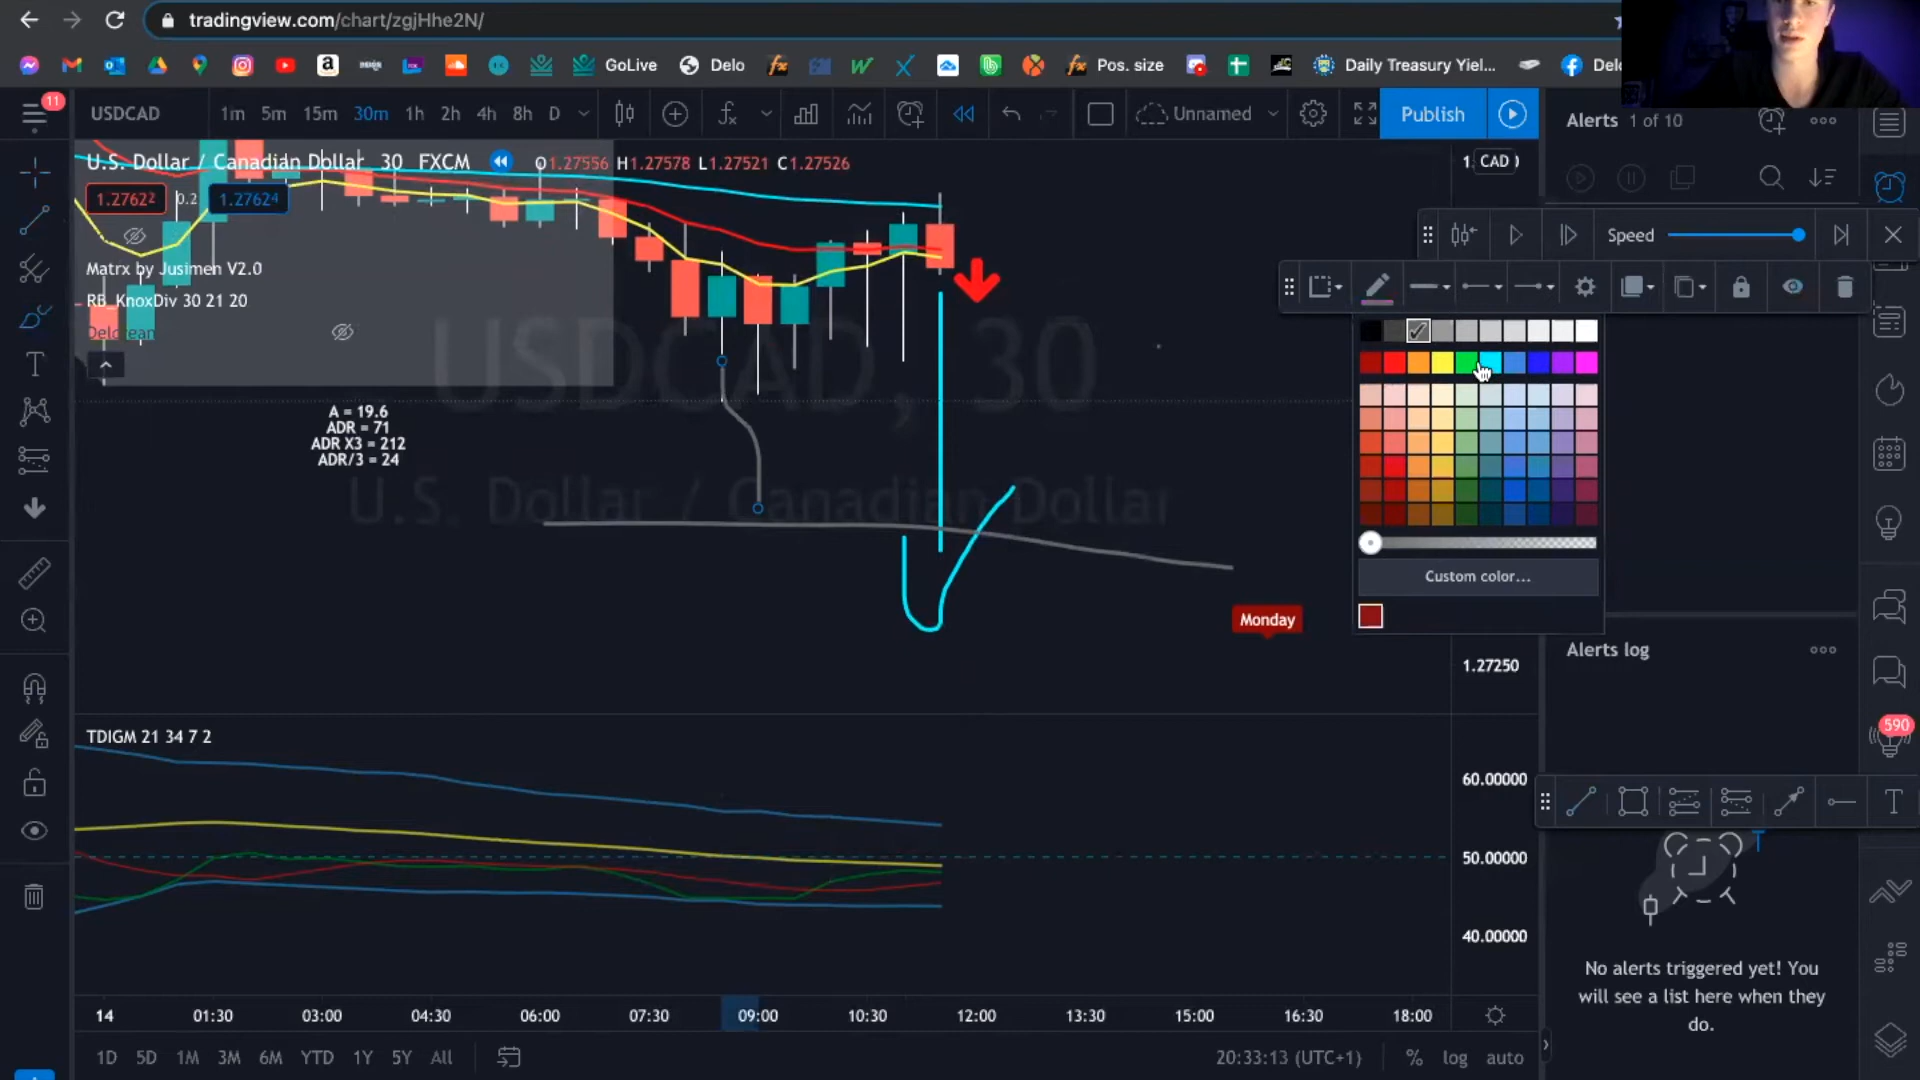 tradingview.com/chart/zgjHhe2N/
GoLive Delo Pos. size Daily Treasury Yiel...
11
USDCAD 1m 5m 15m 30m 1h 2h 4h 8h D Unnamed Publish
Alerts 1 of 10
U.S. Dollar / Canadian Dollar 30 FXCM O1.27556 H1.27578 L1.27521 C1.27526
CAD
1.27622 0.2 1.27624
Speed
Matrx by Jusimen V2.0
RB_KnoxDiv 30 21 20
Delorean
USDCAD, 30
U.S. Dollar / Canadian Dollar
A = 19.6
ADR = 71
ADR X3 = 212
ADR/3 = 24
Custom color...
Monday
1.27250
Alerts log
590
TDIGM 21 34 7 2
60.00000
50.00000
40.00000
No alerts triggered yet! You
will see a list here when they
do.
14 01:30 03:00 04:30 06:00 07:30 09:00 10:30 12:00 13:30 15:00 16:30 18:00
1D 5D 1M 3M 6M YTD 1Y 5Y All 20:33:13 (UTC+1) % log auto